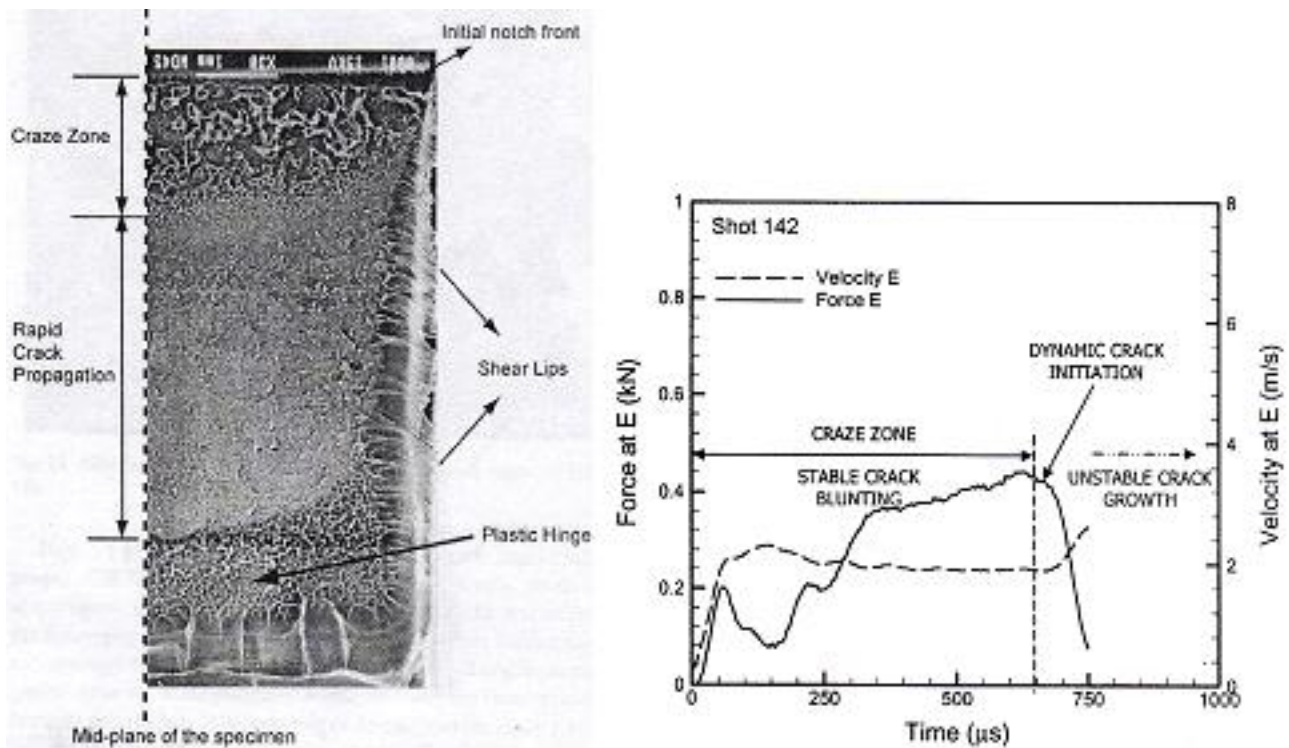 Initial notch front
Craze Zone
Rapid
Crack
Propagation
Shear Lips
Plastic Hinge
Mid-plane of the specimen
Shot 142
Velocity E
Force E
DYNAMIC CRACK
INITIATION
CRAZE ZONE
STABLE CRACK
BLUNTING
UNSTABLE CRACK
GROWTH
Force at E (kN)
1
0.8
0.6
0.4
0.2
0
8
6
4
2
0
Velocity at E (m/s)
0
250
500
750
1000
Time (μs)